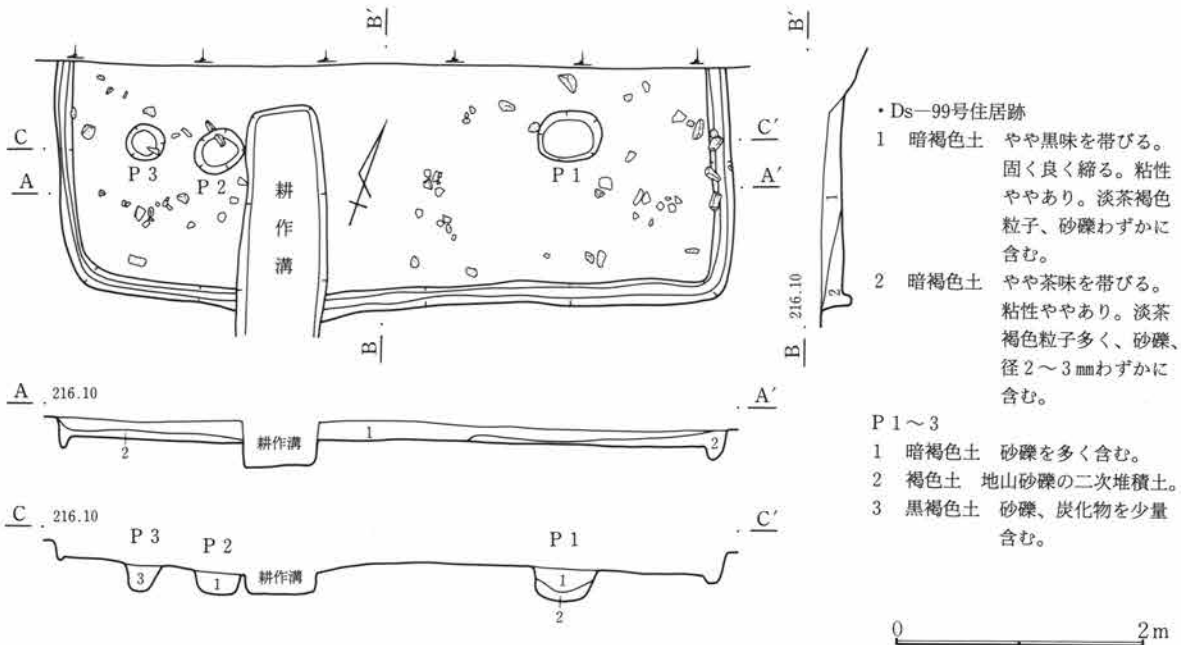 B′
B′
C
C′
P 3
P 2
P 1
A
A′
耕作溝
B
216.10
B
1
2
A 216.10
A′
1
耕作溝
2
2
C 216.10
C′
P 3
P 2
P 1
3
1
耕作溝
1
2
・Ds―99号住居跡
1 暗褐色土 やや黒味を帯びる。
固く良く締る。粘性
ややあり。淡茶褐色
粒子、砂礫わずかに
含む。
2 暗褐色土 やや茶味を帯びる。
粘性ややあり。淡茶
褐色粒子多く、砂礫、
径2～3㎜わずかに
含む。
P 1～3
1 暗褐色土 砂礫を多く含む。
2 褐色土 地山砂礫の二次堆積土。
3 黒褐色土 砂礫、炭化物を少量
含む。
0 2m